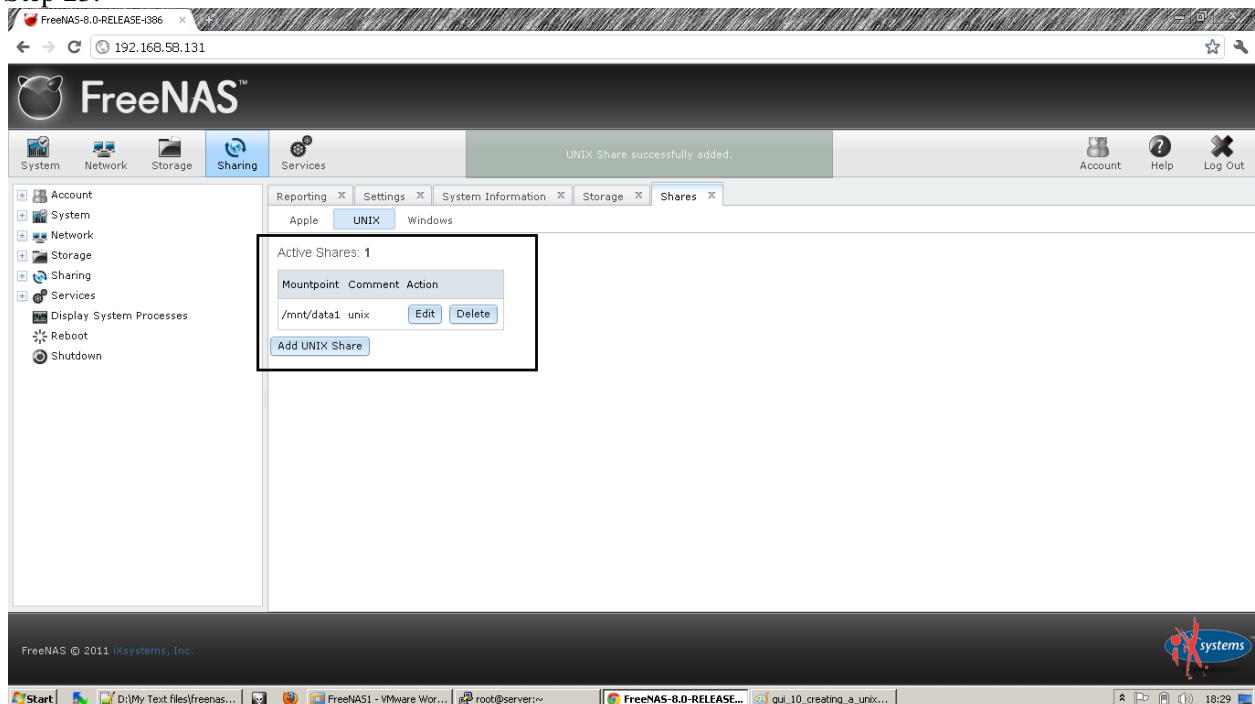 FreeNAS-8.0-RELEASE-i386
192.168.58.131
FreeNAS™
System Network Storage Sharing Services
UNIX Share successfully added.
Account Help Log Out
Account
System
Network
Storage
Sharing
Services
Display System Processes
Reboot
Shutdown
Reporting X Settings X System Information X Storage X Shares X
Apple UNIX Windows
Active Shares: 1
Mountpoint Comment Action
/mnt/data1 unix Edit Delete
Add UNIX Share
FreeNAS © 2011 iXsystems, Inc.
iXsystems
Start D:\My Text files\freenas... FreeNAS1 - VMware Wor... root@server:~ FreeNAS-8.0-RELEASE... gui_10_creating_a_unix... 18:29